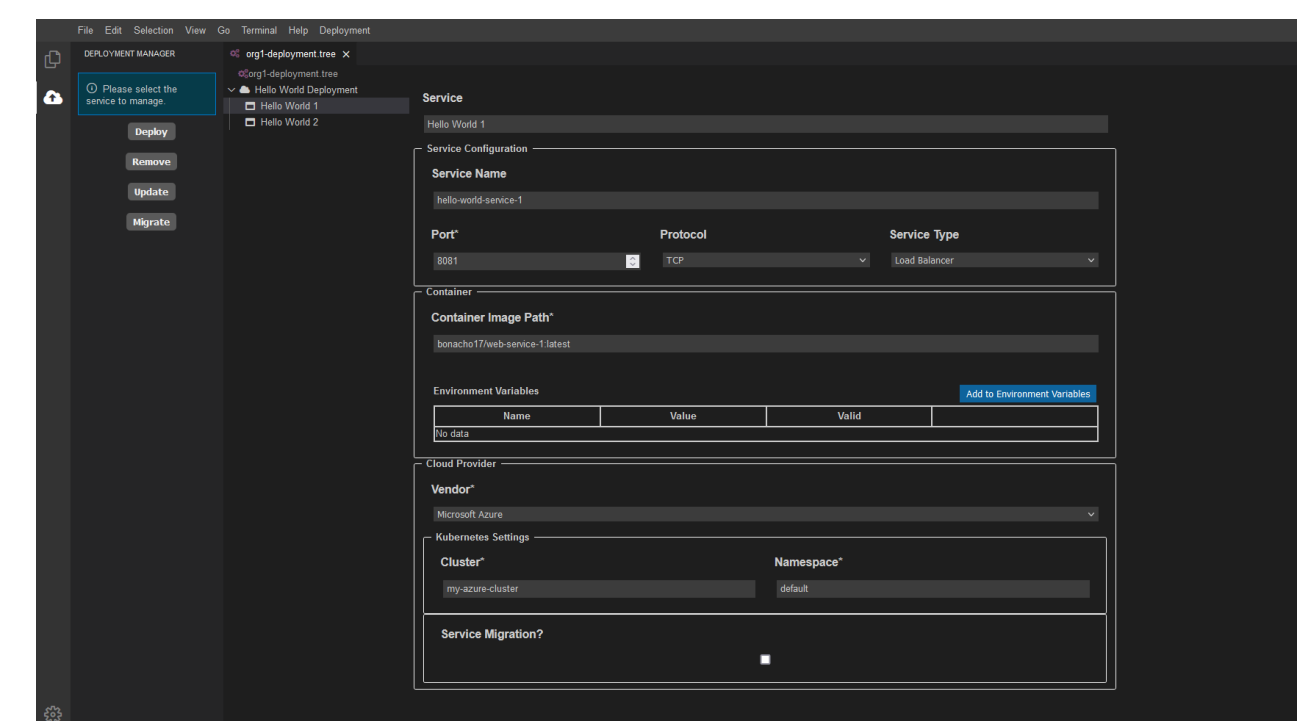 File Edit Selection View Go Terminal Help Deployment
DEPLOYMENT MANAGER
Please select the
service to manage.
Deploy
Remove
Update
Migrate
org1-deployment.tree
org1-deployment.tree
Hello World Deployment
Hello World 1
Hello World 2
Service
Hello World 1
Service Configuration
Service Name
hello-world-service-1
Port* Protocol Service Type
8081 TCP Load Balancer
Container
Container Image Path*
bonacho17/web-service-1:latest
Environment Variables Add to Environment Variables
Name Value Valid
No data
Cloud Provider
Vendor*
Microsoft Azure
Kubernetes Settings
Cluster* Namespace*
my-azure-cluster default
Service Migration?